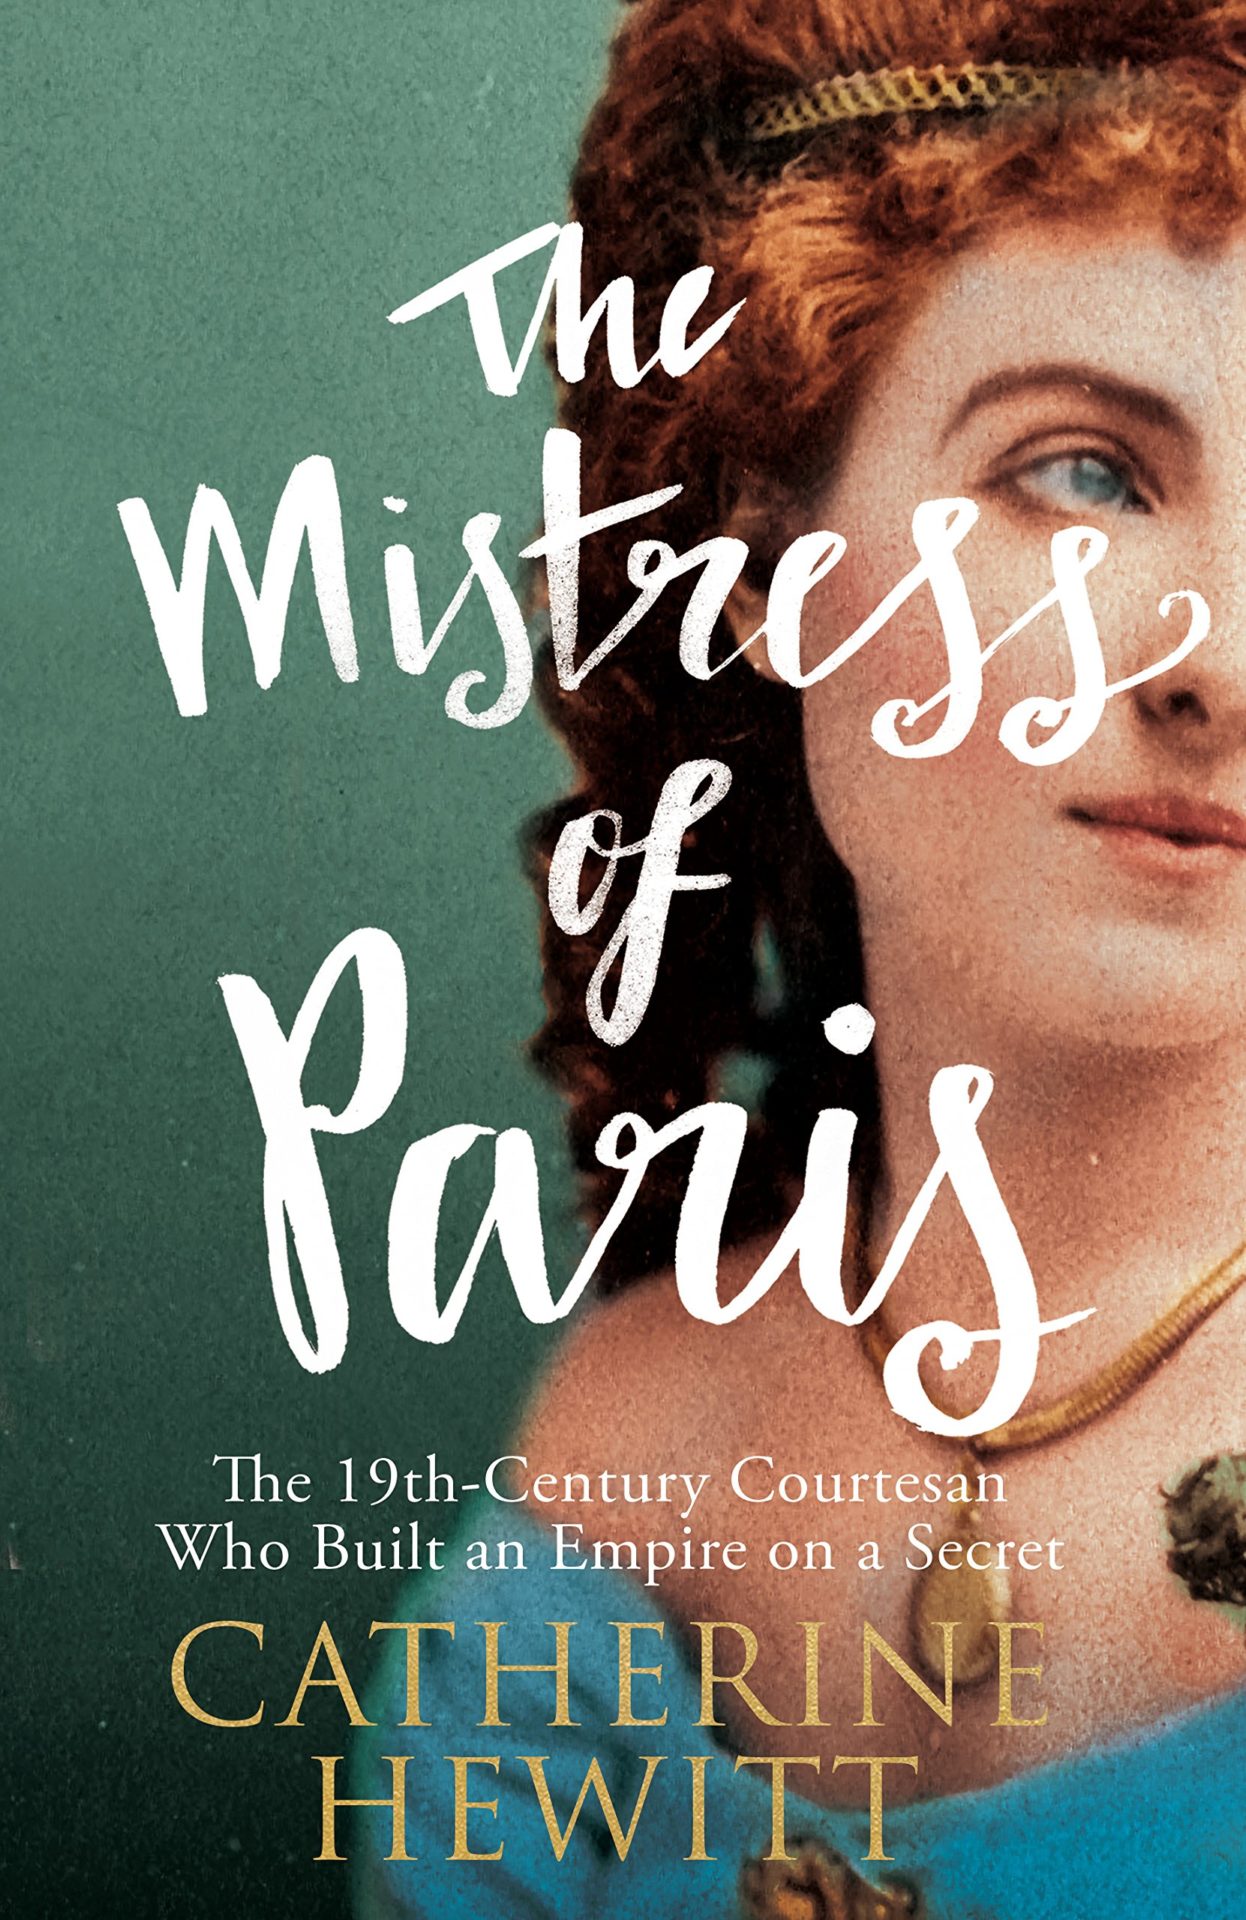 The
Mistress
of
Paris
The 19th-Century Courtesan
Who Built an Empire on a Secret
CATHERINE
HEWITT